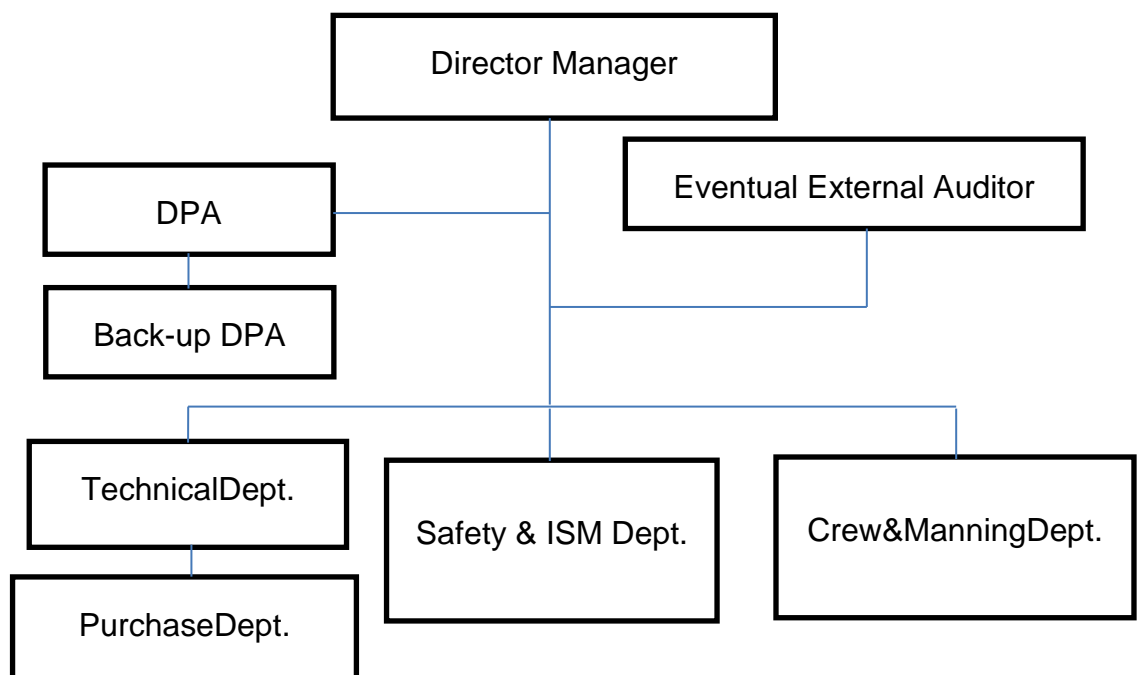 Director Manager
Eventual External Auditor
DPA
Back-up DPA
TechnicalDept.
Safety & ISM Dept.
Crew&ManningDept.
PurchaseDept.